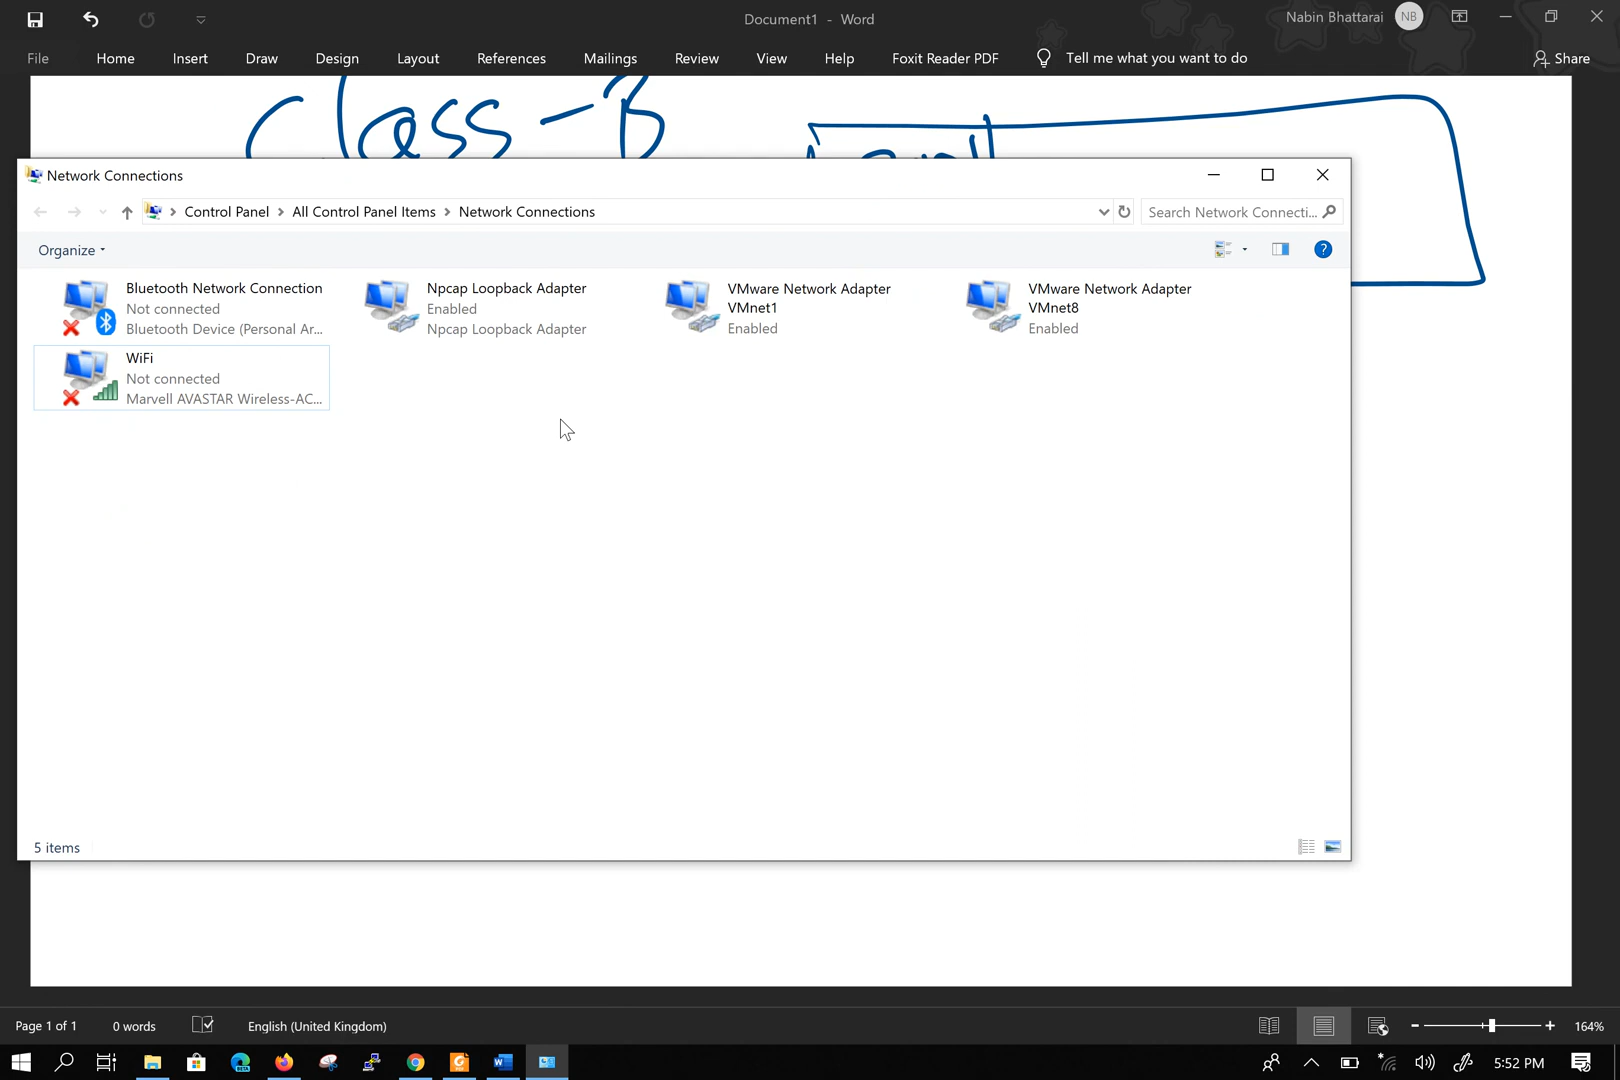 Document1 - Word
Nabin Bhattarai NB
File Home Insert Draw Design Layout References Mailings Review View Help Foxit Reader PDF Tell me what you want to do Share
Class-B
Network Connections
Control Panel > All Control Panel Items > Network Connections
Search Network Connecti...
Organize
Bluetooth Network Connection
Not connected
Bluetooth Device (Personal Ar...
Npcap Loopback Adapter
Enabled
Npcap Loopback Adapter
VMware Network Adapter
VMnet1
Enabled
VMware Network Adapter
VMnet8
Enabled
WiFi
Not connected
Marvell AVASTAR Wireless-AC...
5 items
Page 1 of 1 0 words English (United Kingdom) 164%
5:52 PM